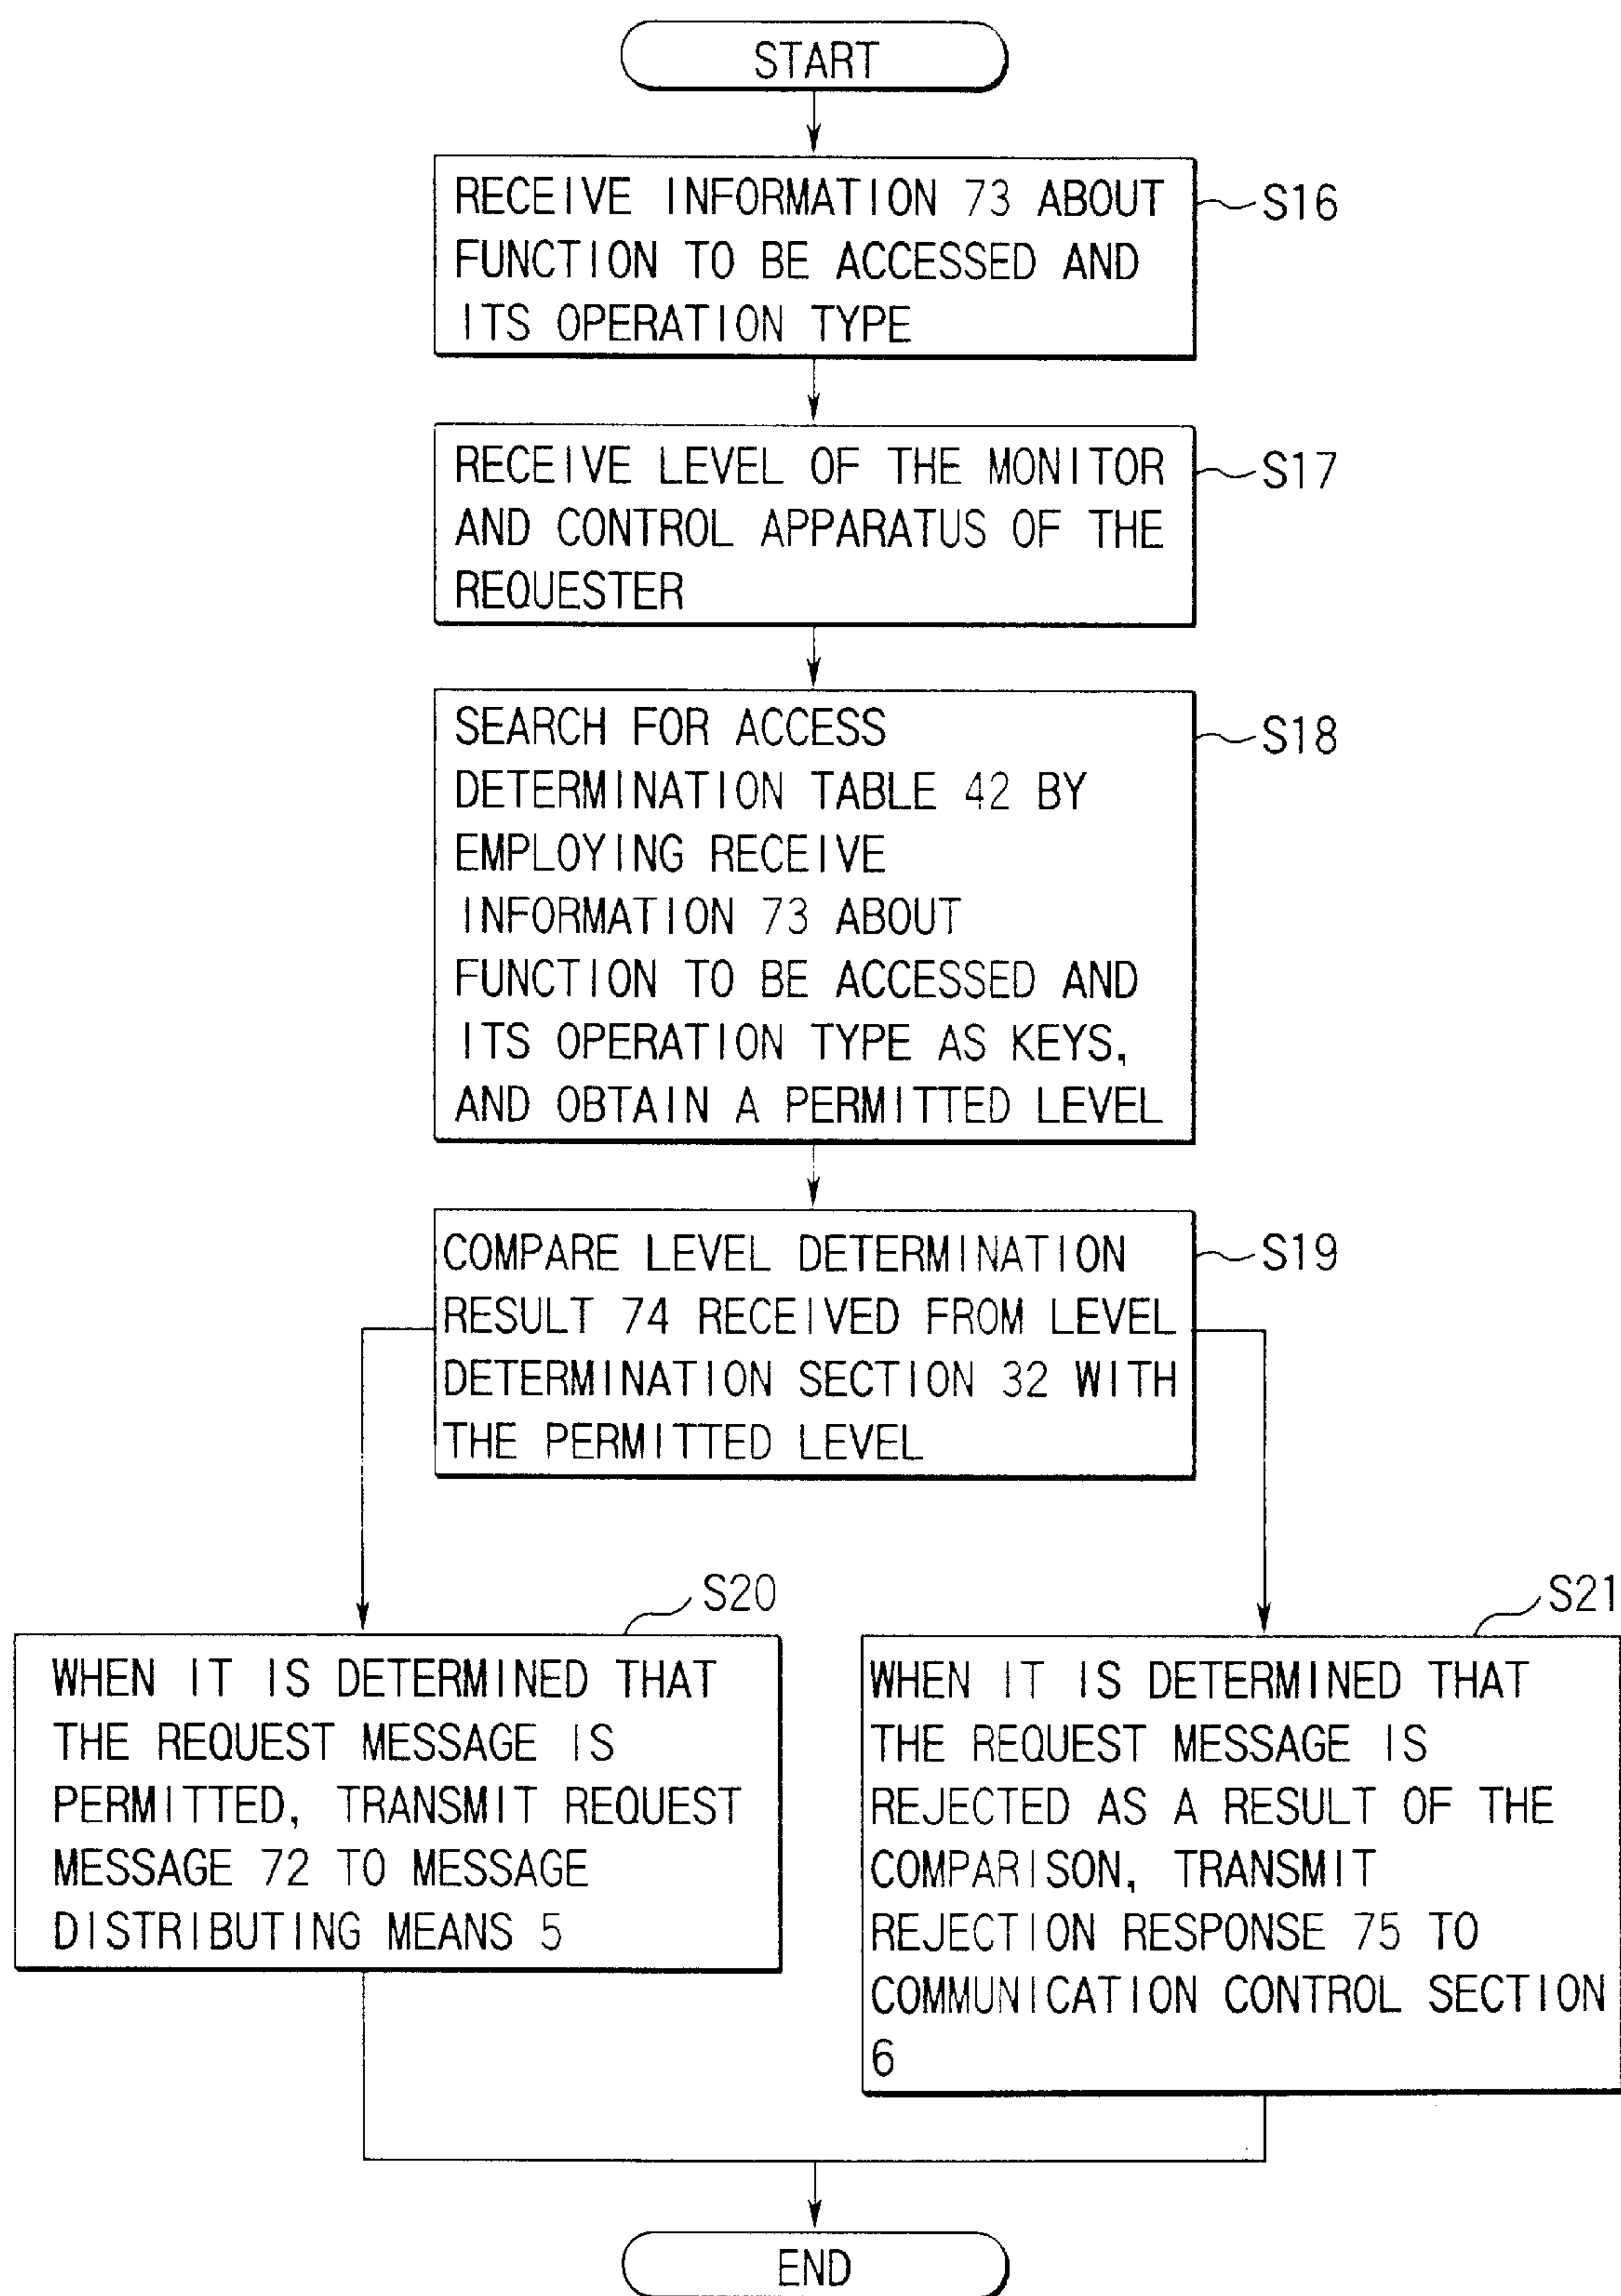 START
RECEIVE INFORMATION 73 ABOUT
FUNCTION TO BE ACCESSED AND
ITS OPERATION TYPE
S16
RECEIVE LEVEL OF THE MONITOR
AND CONTROL APPARATUS OF THE
REQUESTER
S17
SEARCH FOR ACCESS
DETERMINATION TABLE 42 BY
EMPLOYING RECEIVE
INFORMATION 73 ABOUT
FUNCTION TO BE ACCESSED AND
ITS OPERATION TYPE AS KEYS,
AND OBTAIN A PERMITTED LEVEL
S18
COMPARE LEVEL DETERMINATION
RESULT 74 RECEIVED FROM LEVEL
DETERMINATION SECTION 32 WITH
THE PERMITTED LEVEL
S19
S20
WHEN IT IS DETERMINED THAT
THE REQUEST MESSAGE IS
PERMITTED, TRANSMIT REQUEST
MESSAGE 72 TO MESSAGE
DISTRIBUTING MEANS 5
S21
WHEN IT IS DETERMINED THAT
THE REQUEST MESSAGE IS
REJECTED AS A RESULT OF THE
COMPARISON, TRANSMIT
REJECTION RESPONSE 75 TO
COMMUNICATION CONTROL SECTION
6
END